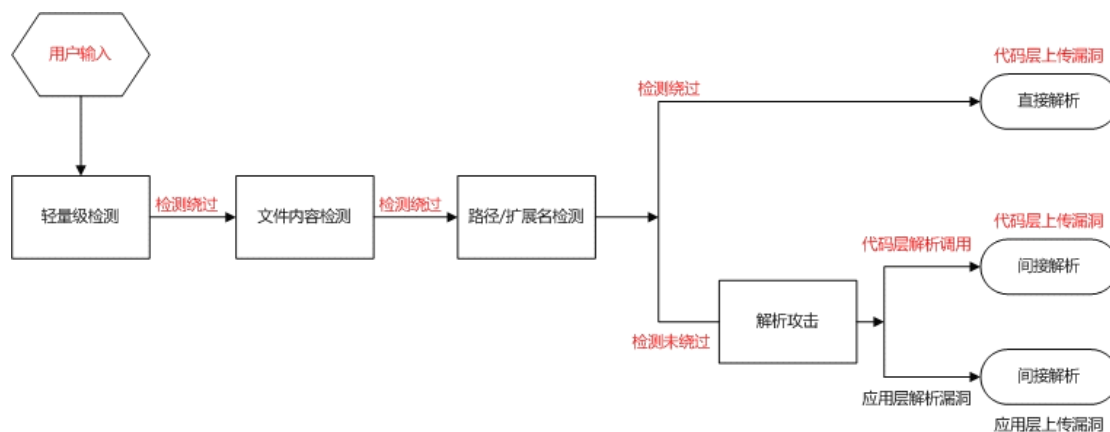 用户输入
轻量级检测
检测绕过
文件内容检测
检测绕过
路径/扩展名检测
检测绕过
代码层上传漏洞
直接解析
检测未绕过
解析攻击
代码层解析调用
代码层上传漏洞
间接解析
应用层解析漏洞
间接解析
应用层上传漏洞